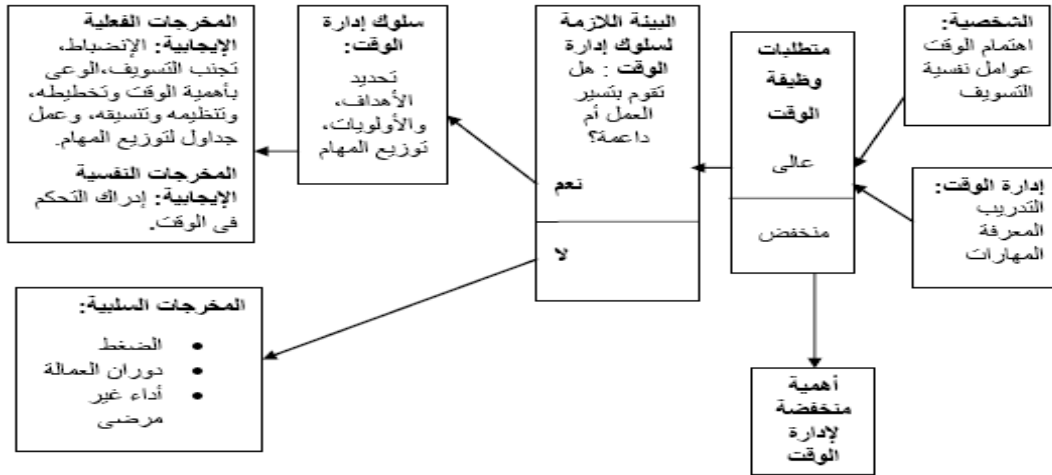 الشخصية:
اهتمام الوقت
عوامل نفسية
التسويف
إدارة الوقت:
التدريب
المعرفة
المهارات
متطلبات
وظيفة
الوقت
عالى
منخفض
أهمية
منخفضة
لإدارة
الوقت
البيئة اللازمة
لسلوك إدارة
الوقت : هل
تقوم بتسير
العمل أم
داعمة؟
نعم
لا
سلوك إدارة
الوقت:
تحديد
الأهداف،
والأولويات،
توزيع المهام
المخرجات الفعلية
الإيجابية: الإنضباط،
تجنب التسويف،الوعى
بأهمية الوقت وتخطيطه،
وتنظيمه وتنسيقه، وعمل
جداول لتوزيع المهام.
المخرجات النفسية
الإيجابية: إدراك التحكم
فى الوقت.
المخرجات السلبية:
• الضغط
• دوران العمالة
• أداء غير
مرضى